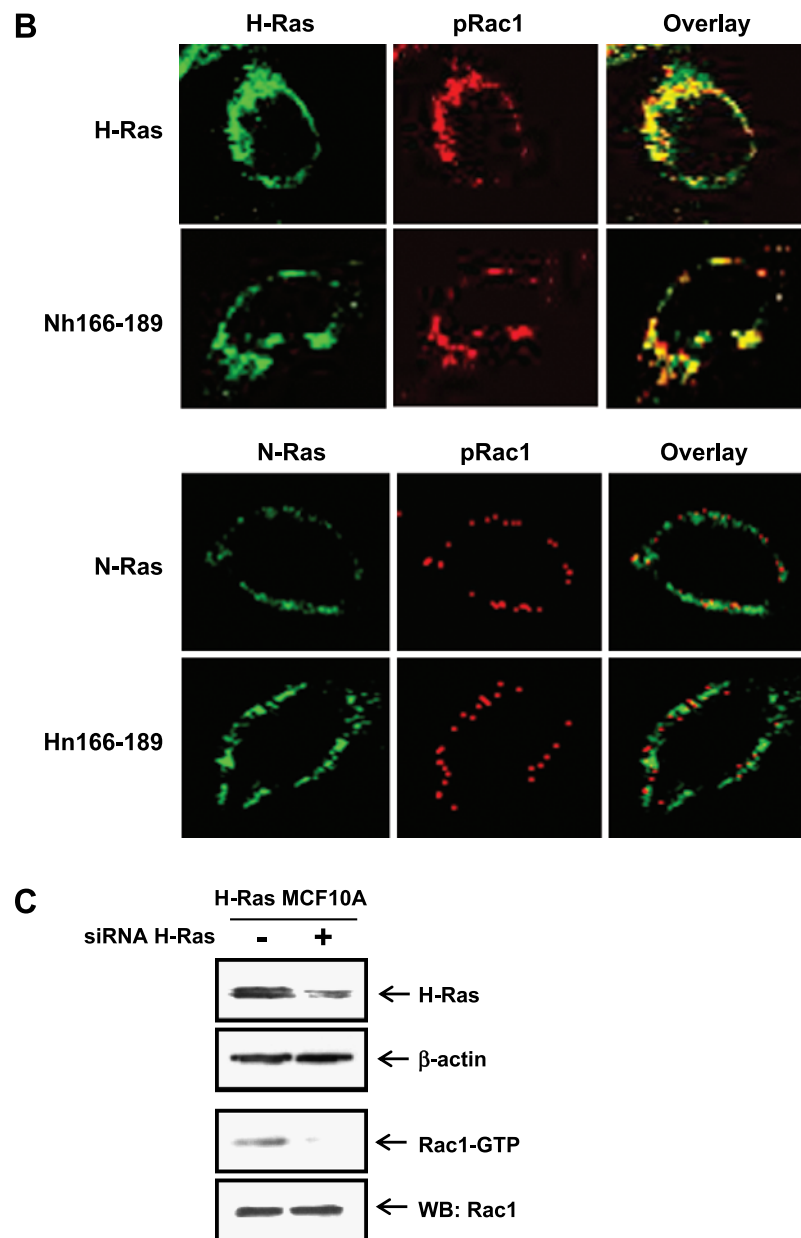 B
H-Ras pRac1 Overlay
H-Ras
Nh166-189
N-Ras pRac1 Overlay
N-Ras
Hn166-189
C
H-Ras MCF10A
siRNA H-Ras - +
H-Ras
β-actin
Rac1-GTP
WB: Rac1